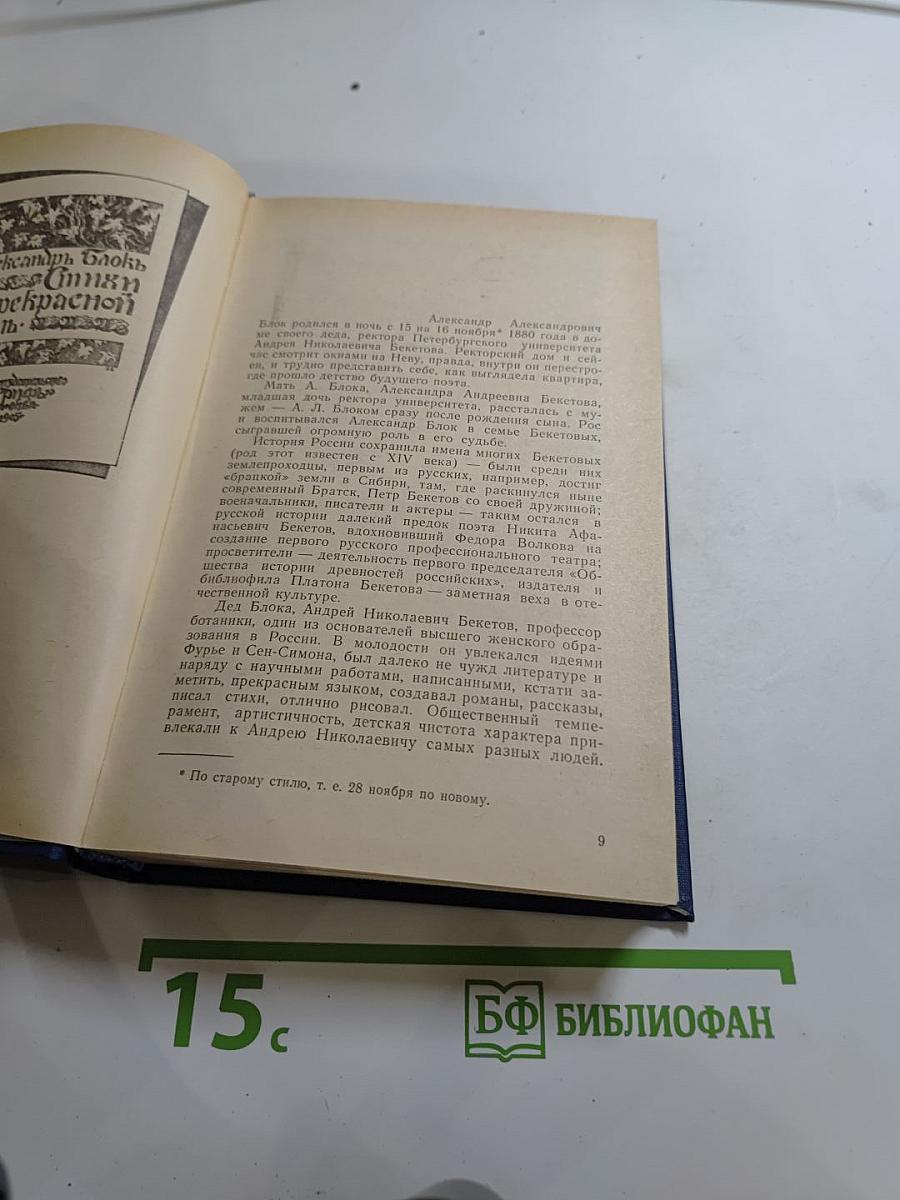 ександръ Блокъ
Стихи
рекрасной
Александр Александрович
Блок родился в ночь с 15 на 16 ноября* 1880 года в до-
ме своего деда, ректора Петербургского университета
Андрея Николаевича Бекетова. Ректорский дом и сей-
час смотрит окнами на Неву, правда, внутри он перестро-
ен, и трудно представить себе, как выглядела квартира,
где прошло детство будущего поэта.
Мать А. Блока, Александра Андреевна Бекетова,
младшая дочь ректора университета, рассталась с му-
жем — А. Л. Блоком сразу после рождения сына. Рос
и воспитывался Александр Блок в семье Бекетовых,
сыгравшей огромную роль в его судьбе.
История России сохранила имена многих Бекетовых
(род этот известен с XIV века) — были среди них
землепроходцы, первым из русских, например, достиг
«брацкой» земли в Сибири, там, где раскинулся ныне
современный Братск, Петр Бекетов со своей дружиной;
военачальники, писатели и актеры — таким остался в
русской истории далекий предок поэта Никита Афа-
насьевич Бекетов, вдохновивший Федора Волкова на
создание первого русского профессионального театра;
просветители — деятельность первого председателя «Об-
щества истории древностей российских», издателя и
библиофила Платона Бекетова — заметная веха в оте-
чественной культуре.
Дед Блока, Андрей Николаевич Бекетов, профессор
ботаники, один из основателей высшего женского обра-
зования в России. В молодости он увлекался идеями
Фурье и Сен-Симона, был далеко не чужд литературе и
наряду с научными работами, написанными, кстати за-
метить, прекрасным языком, создавал романы, рассказы,
писал стихи, отлично рисовал. Общественный темпе-
рамент, артистичность, детская чистота характера при-
влекали к Андрею Николаевичу самых разных людей.
* По старому стилю, т. е. 28 ноября по новому.
9
15 с
БФ БИБЛИОФАН